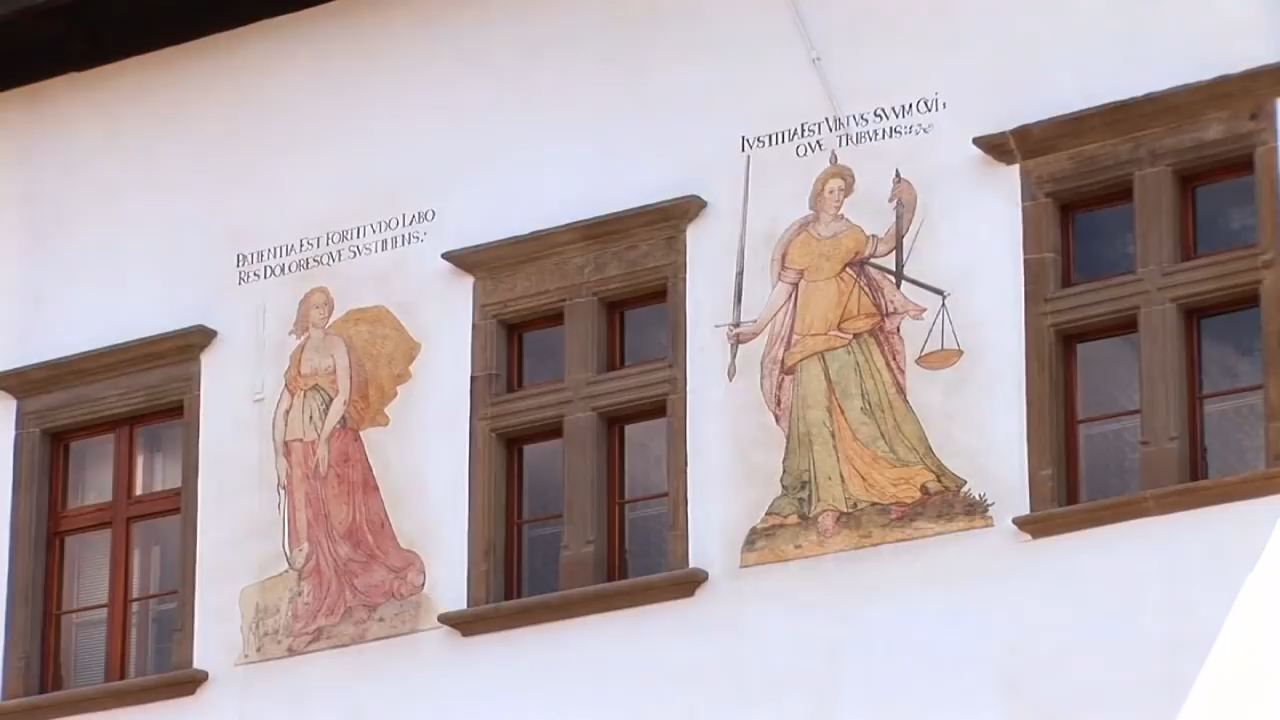 PATIENTIA EST FORTITVDO LABO
RES DOLORESQVE SVSTINENS.
IVSTITIA EST VIRTVS SVVM CVI,
QVE TRIBVENS